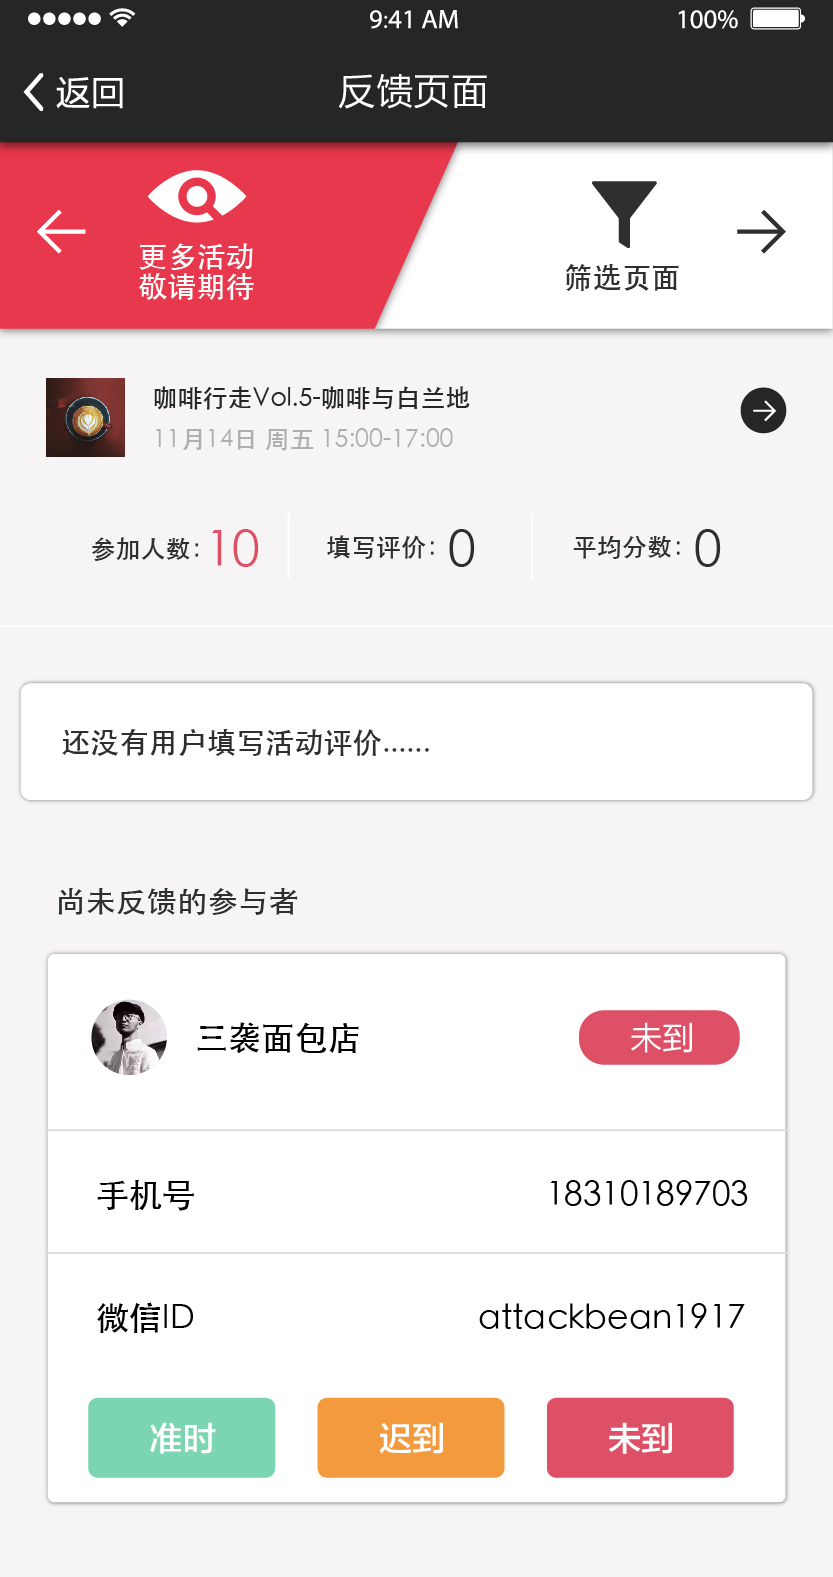 9:41 AM 100%
返回 反馈页面
更多活动
敬请期待
筛选页面
咖啡行走Vol.5-咖啡与白兰地
11月14日 周五 15:00-17:00
参加人数：10 填写评价：0 平均分数：0
还没有用户填写活动评价......
尚未反馈的参与者
三袭面包店 未到
手机号 18310189703
微信ID attackbean1917
准时 迟到 未到